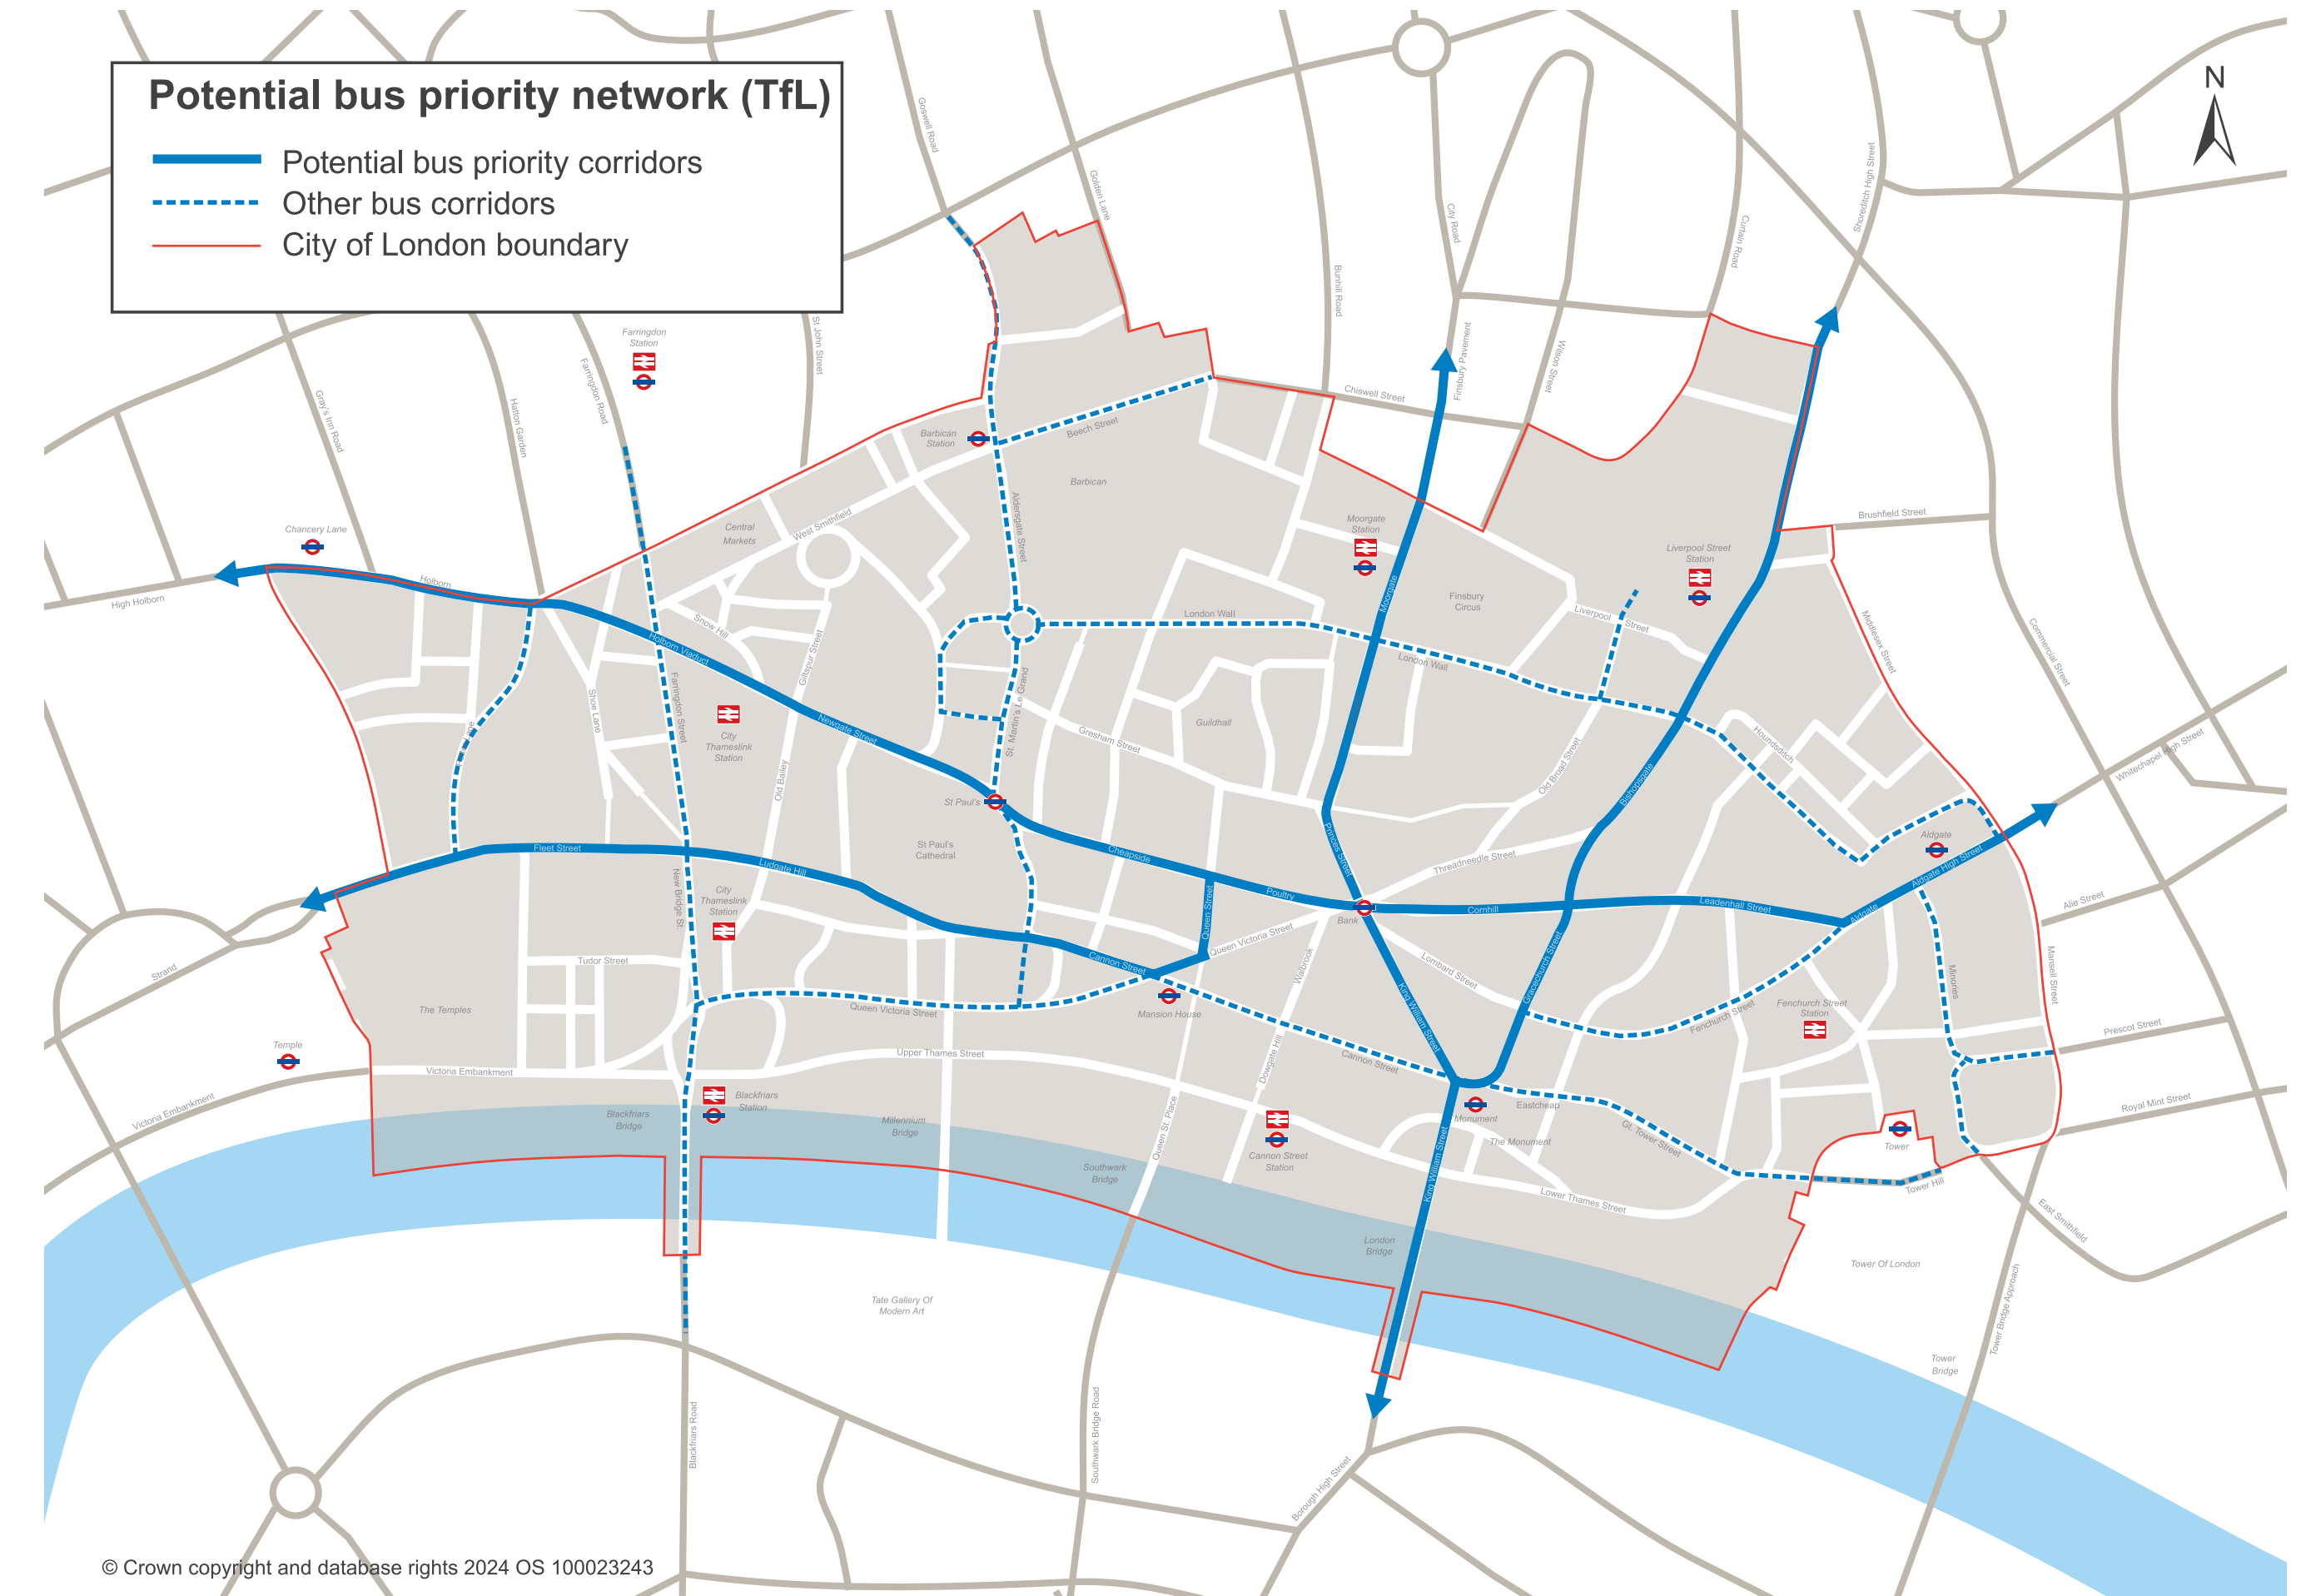 Potential bus priority network (TfL)
Potential bus priority corridors
Other bus corridors
City of London boundary
N
Goswell Road
Golden Lane
Bunhill Road
City Road
Finsbury Pavement
Wilson Street
Curtain Road
Shoreditch High Street
Farringdon
Station
St John Street
Farringdon Road
Hatton Garden
Gray's Inn Road
Chiswell Street
Barbican
Station
Beech Street
Barbican
Chancery Lane
Holborn
High Holborn
Central
Markets
West Smithfield
Aldersgate Street
Moorgate
Station
Liverpool Street
Station
Brushfield Street
Commercial Street
Middlesex Street
Whitechapel High Street
Snow Hill
Holborn Viaduct
Giltspur Street
London Wall
Moorgate
Finsbury
Circus
Liverpool Street
London Wall
Shoe Lane
Farringdon Street
City
Thameslink
Station
Newgate Street
Old Bailey
St. Martin's Le Grand
Gresham Street
Guildhall
Old Broad Street
Bishopsgate
Houndsditch
St Paul's
St Paul's
Cathedral
Cheapside
Poultry
Princes Street
Threadneedle Street
Aldgate
Aldgate High Street
Aldgate
Alie Street
Fleet Street
Ludgate Hill
New Bridge St.
City
Thameslink
Station
Queen Street
Bank
Cornhill
Leadenhall Street
Queen Victoria Street
Cannon Street
Walbrook
Lombard Street
King William Street
Gracechurch Street
Fenchurch Street
Fenchurch Street
Station
Minories
Mansell Street
Prescot Street
Royal Mint Street
Strand
Tudor Street
The Temples
Temple
Victoria Embankment
Victoria Embankment
Queen Victoria Street
Mansion House
Upper Thames Street
Cannon Street
Dowgate Hill
Blackfriars
Station
Blackfriars
Bridge
Millennium
Bridge
Queen St. Place
Southwark
Bridge
Cannon Street
Station
Monument
Eastcheap
The Monument
Gt. Tower Street
King William Street
Lower Thames Street
Tower
Tower Hill
London
Bridge
Tower Of London
East Smithfield
Tower Bridge Approach
Tower
Bridge
Tate Gallery Of
Modern Art
Blackfriars Road
Southwark Bridge Road
Borough High Street
© Crown copyright and database rights 2024 OS 100023243